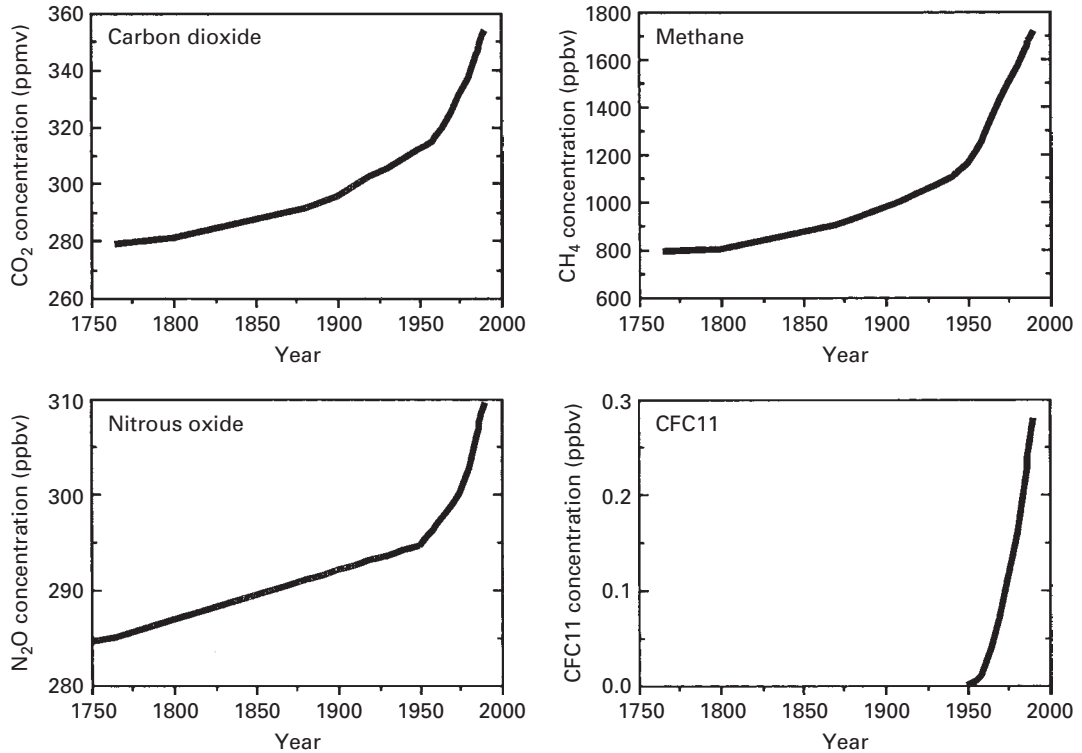 Carbon dioxide
CO₂ concentration (ppmv)
360
340
320
300
280
260
1750 1800 1850 1900 1950 2000
Year
Methane
CH₄ concentration (ppbv)
1800
1600
1400
1200
1000
800
600
1750 1800 1850 1900 1950 2000
Year
Nitrous oxide
N₂O concentration (ppbv)
310
300
290
280
1750 1800 1850 1900 1950 2000
Year
CFC11
CFC11 concentration (ppbv)
0.3
0.2
0.1
0.0
1750 1800 1850 1900 1950 2000
Year